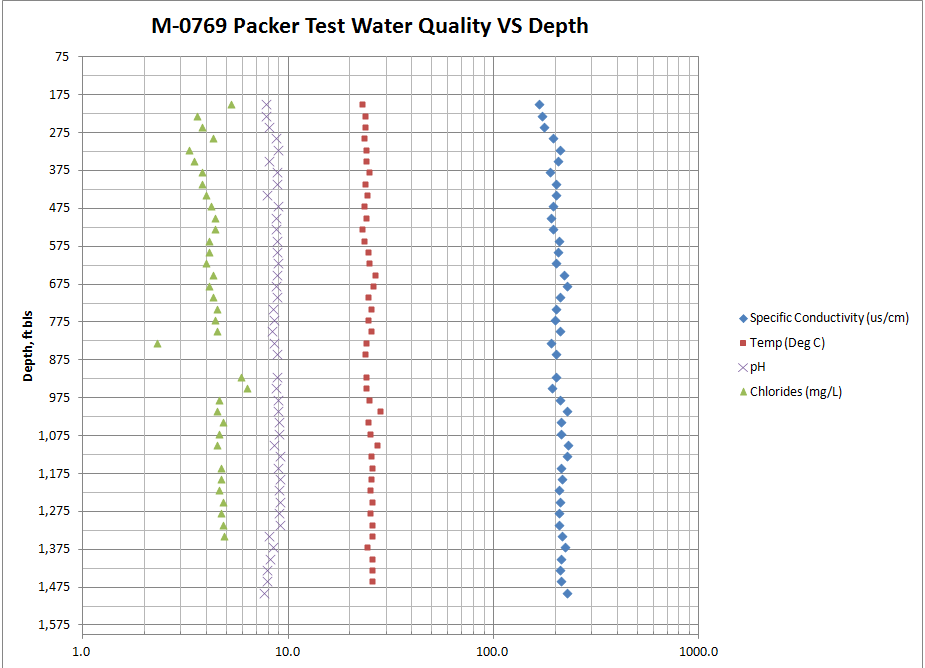 M-0769 Packer Test Water Quality VS Depth
75
175
275
375
475
575
675
775
875
975
1,075
1,175
1,275
1,375
1,475
1,575
Depth, ft bls
1.0 10.0 100.0 1000.0
Specific Conductivity (us/cm)
Temp (Deg C)
pH
Chlorides (mg/L)